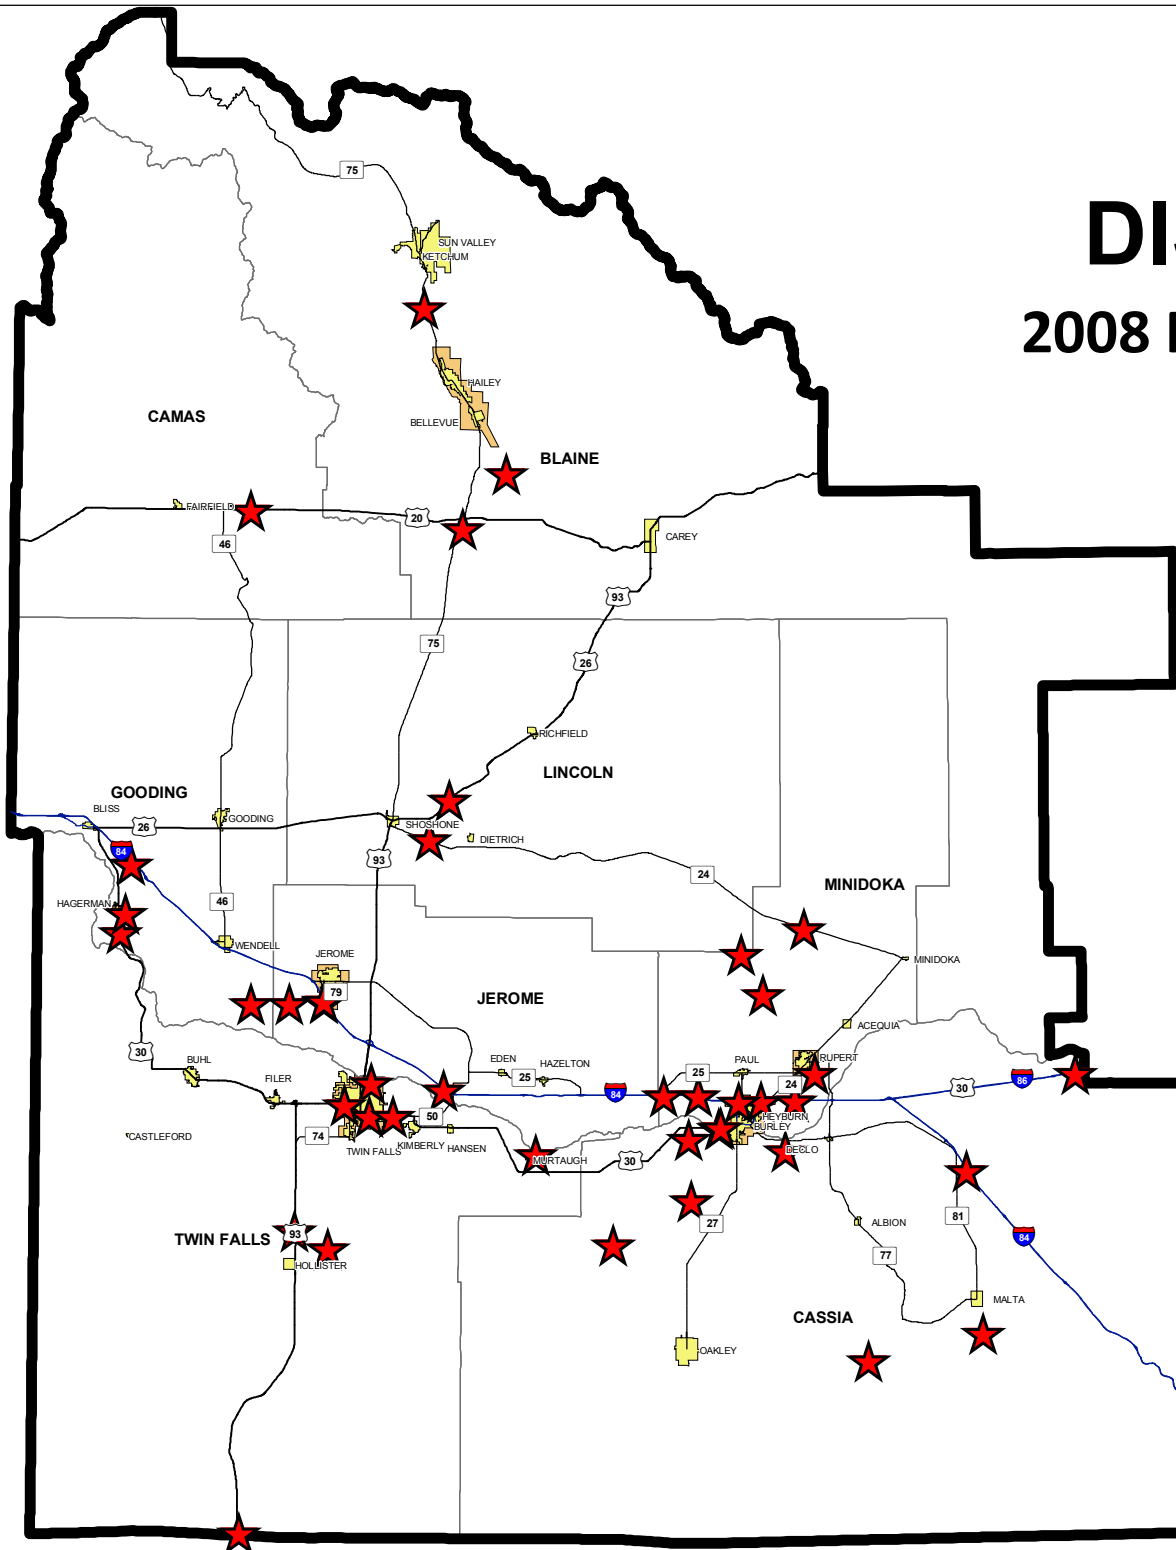 DIS
2008
75
SUN VALLEY
KETCHUM
HAILEY
CAMAS
BELLEVUE
BLAINE
FAIRFIELD
20
46
CAREY
93
75
26
RICHFIELD
LINCOLN
GOODING
BLISS
GOODING
26
SHOSHONE
DIETRICH
84
93
24
MINIDOKA
46
HAGERMAN
WENDELL
JEROME
MINIDOKA
79
JEROME
ACEQUIA
30
BUHL
EDEN
HAZELTON
PAUL
RUPERT
FILER
25
25
24
86
84
30
50
HEYBURN
BURLEY
CASTLEFORD
74
KIMBERLY
HANSEN
TWIN FALLS
DECLO
MURTAUGH
30
27
ALBION
81
TWIN FALLS
93
84
77
HOLLISTER
MALTA
CASSIA
OAKLEY